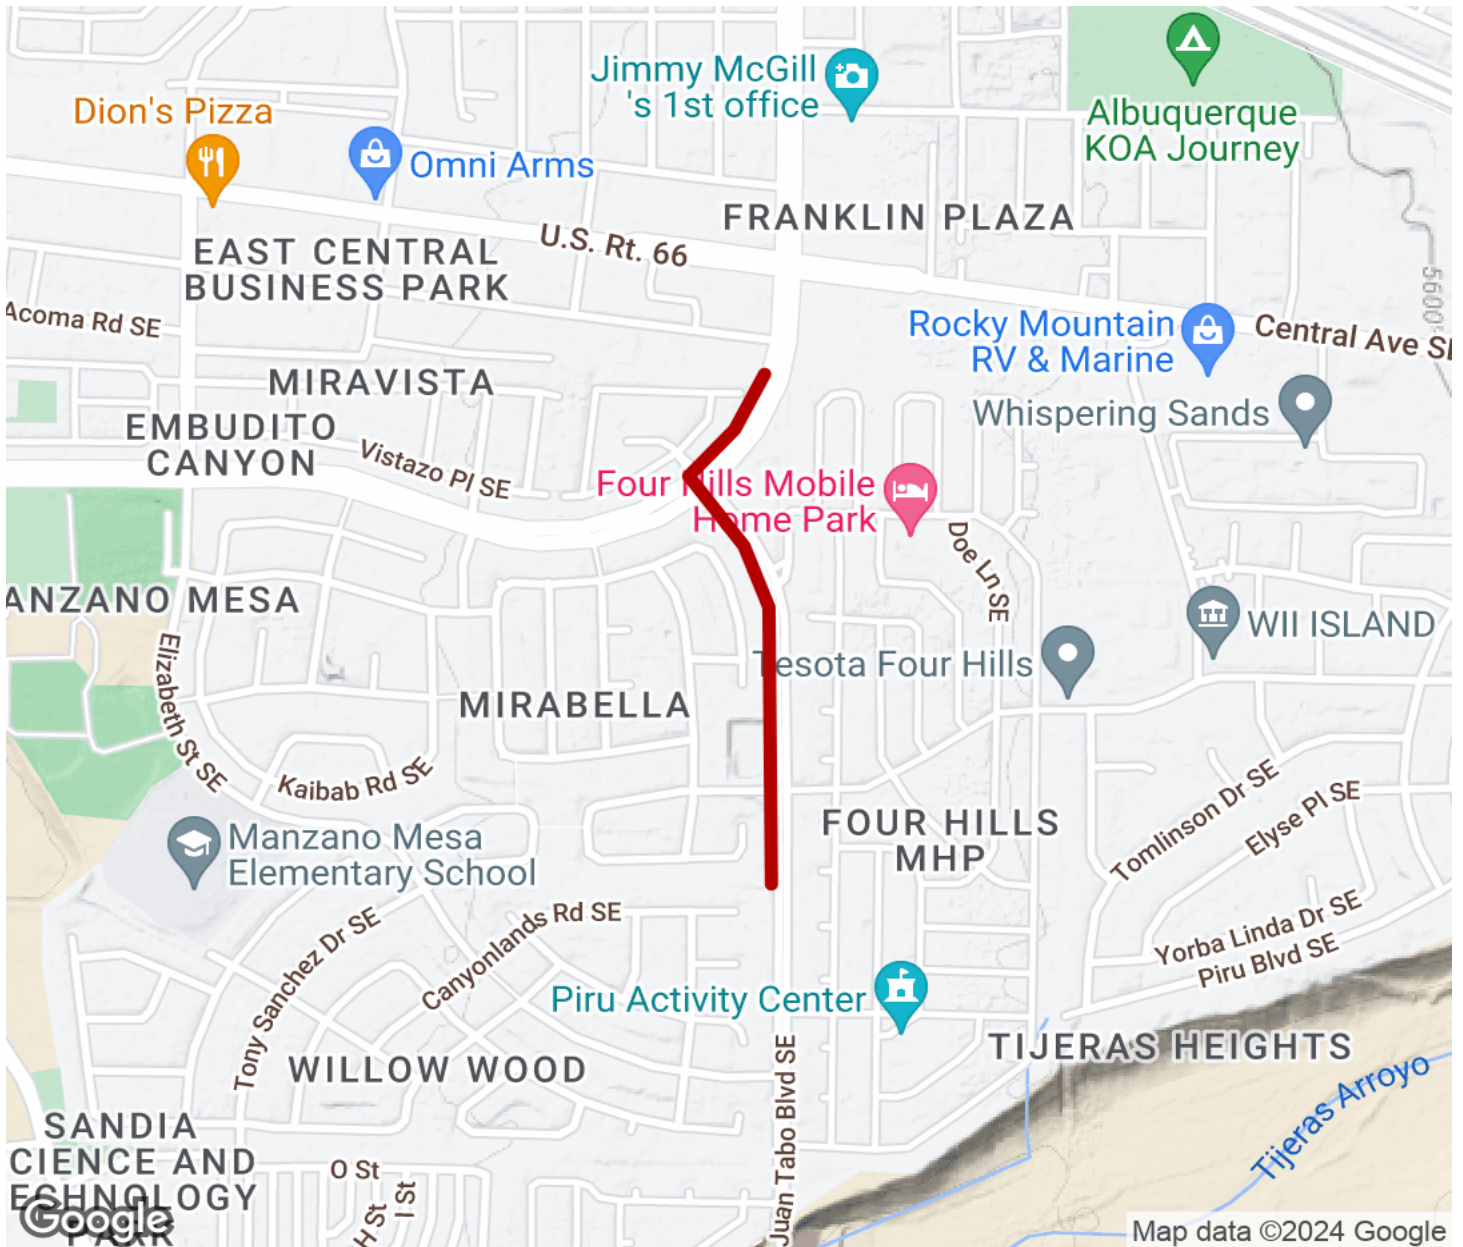 Jimmy McGill
's 1st office
Dion's Pizza
Albuquerque
KOA Journey
Omni Arms
FRANKLIN PLAZA
U.S. Rt. 66
EAST CENTRAL
BUSINESS PARK
5600'
Acoma Rd SE
Rocky Mountain
RV & Marine
Central Ave SE
MIRAVISTA
Whispering Sands
EMBUDITO
CANYON
Vistazo Pl SE
Four Hills Mobile
Home Park
Doe Ln SE
ANZANO MESA
WII ISLAND
Elizabeth St SE
Tesota Four Hills
MIRABELLA
Kaibab Rd SE
Tomlinson Dr SE
Elyse Pl SE
FOUR HILLS
MHP
Manzano Mesa
Elementary School
Canyonlands Rd SE
Tony Sanchez Dr SE
Yorba Linda Dr SE
Piru Blvd SE
Piru Activity Center
TIJERAS HEIGHTS
WILLOW WOOD
Juan Tabo Blvd SE
Tijeras Arroyo
SANDIA
CIENCE AND
ECHNOLOGY
PARK
O St
I St
H St
Google
Map data ©2024 Google